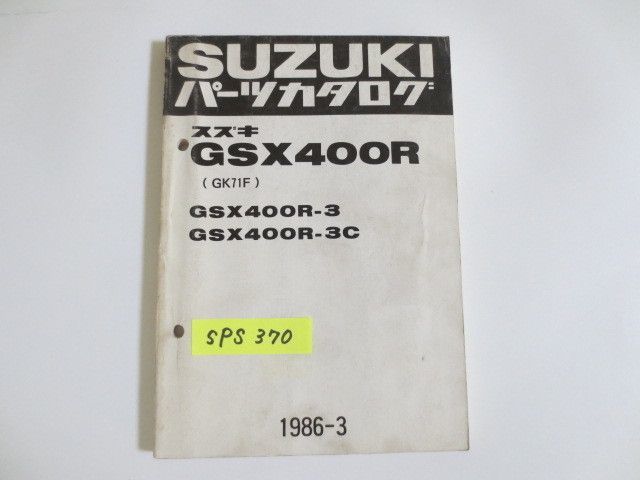 SUZUKI
パーツカタログ
スズキ
GSX400R
(GK71F)
GSX400R-3
GSX400R-3C
SPS 370
1986-3